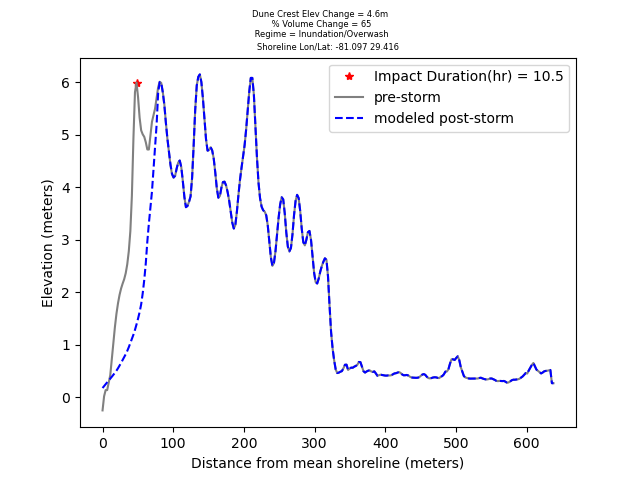 Dune Crest Elev Change = 4.6m
% Volume Change = 65
Regime = Inundation/Overwash
Shoreline Lon/Lat: -81.097 29.416
Impact Duration(hr) = 10.5
pre-storm
modeled post-storm
Elevation (meters)
6
5
4
3
2
1
0
0 100 200 300 400 500 600
Distance from mean shoreline (meters)